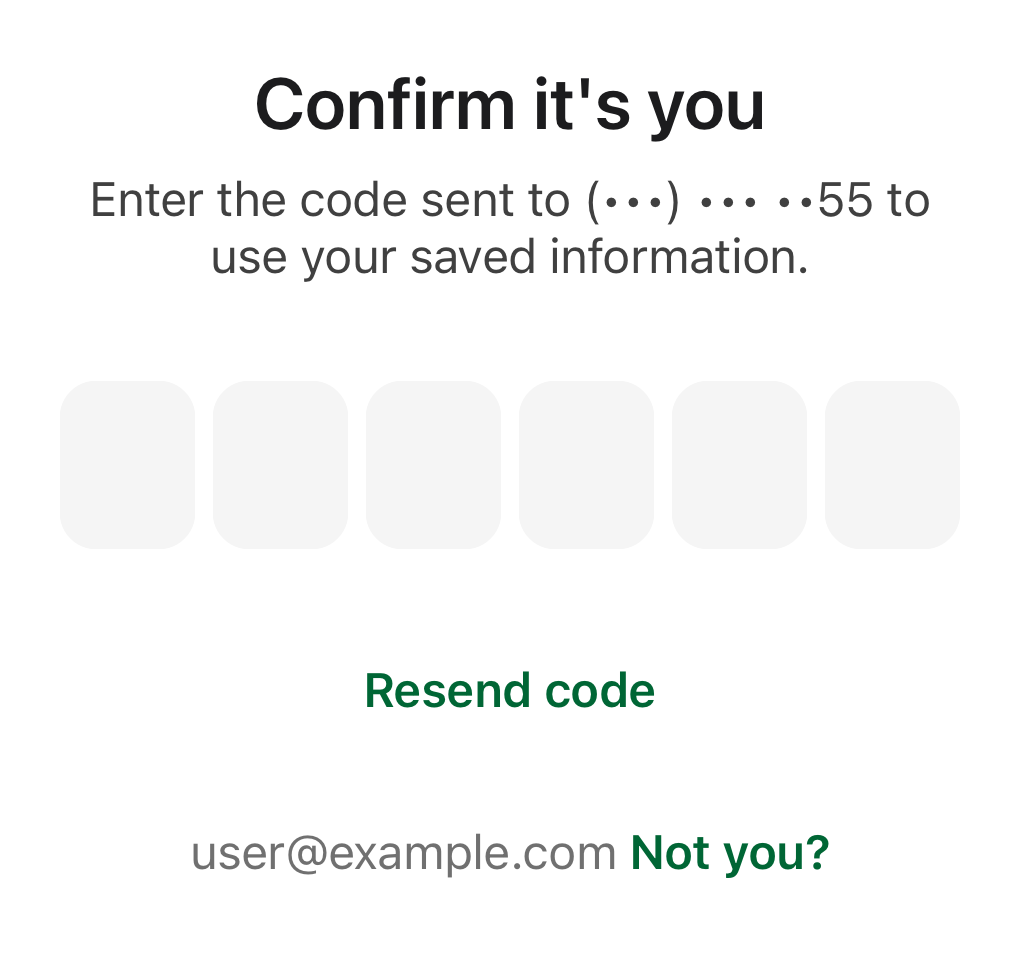 Confirm it's you
Enter the code sent to (•••) ••• ••55 to
use your saved information.
Resend code
user@example.com Not you?